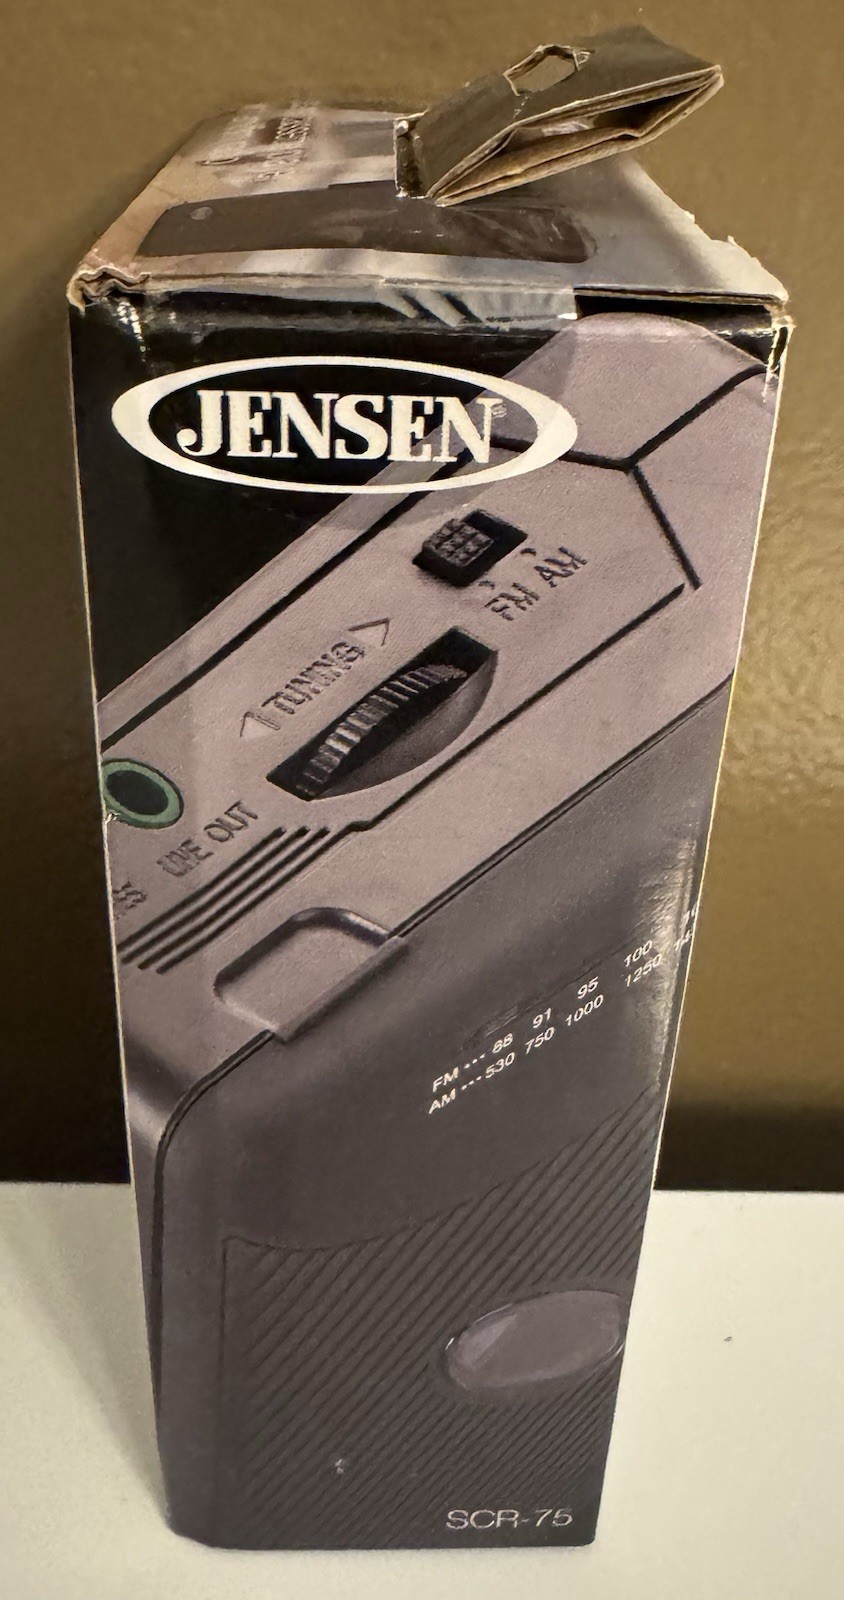 JENSEN
FM AM
TUNING
LINE OUT
100
95
91
FM ... 88
1250
1000
750
AM ... 530
SCR-75